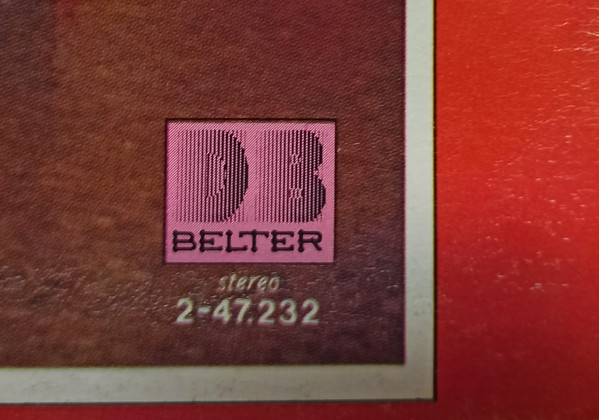 DB
BELTER
stereo
2-47.232